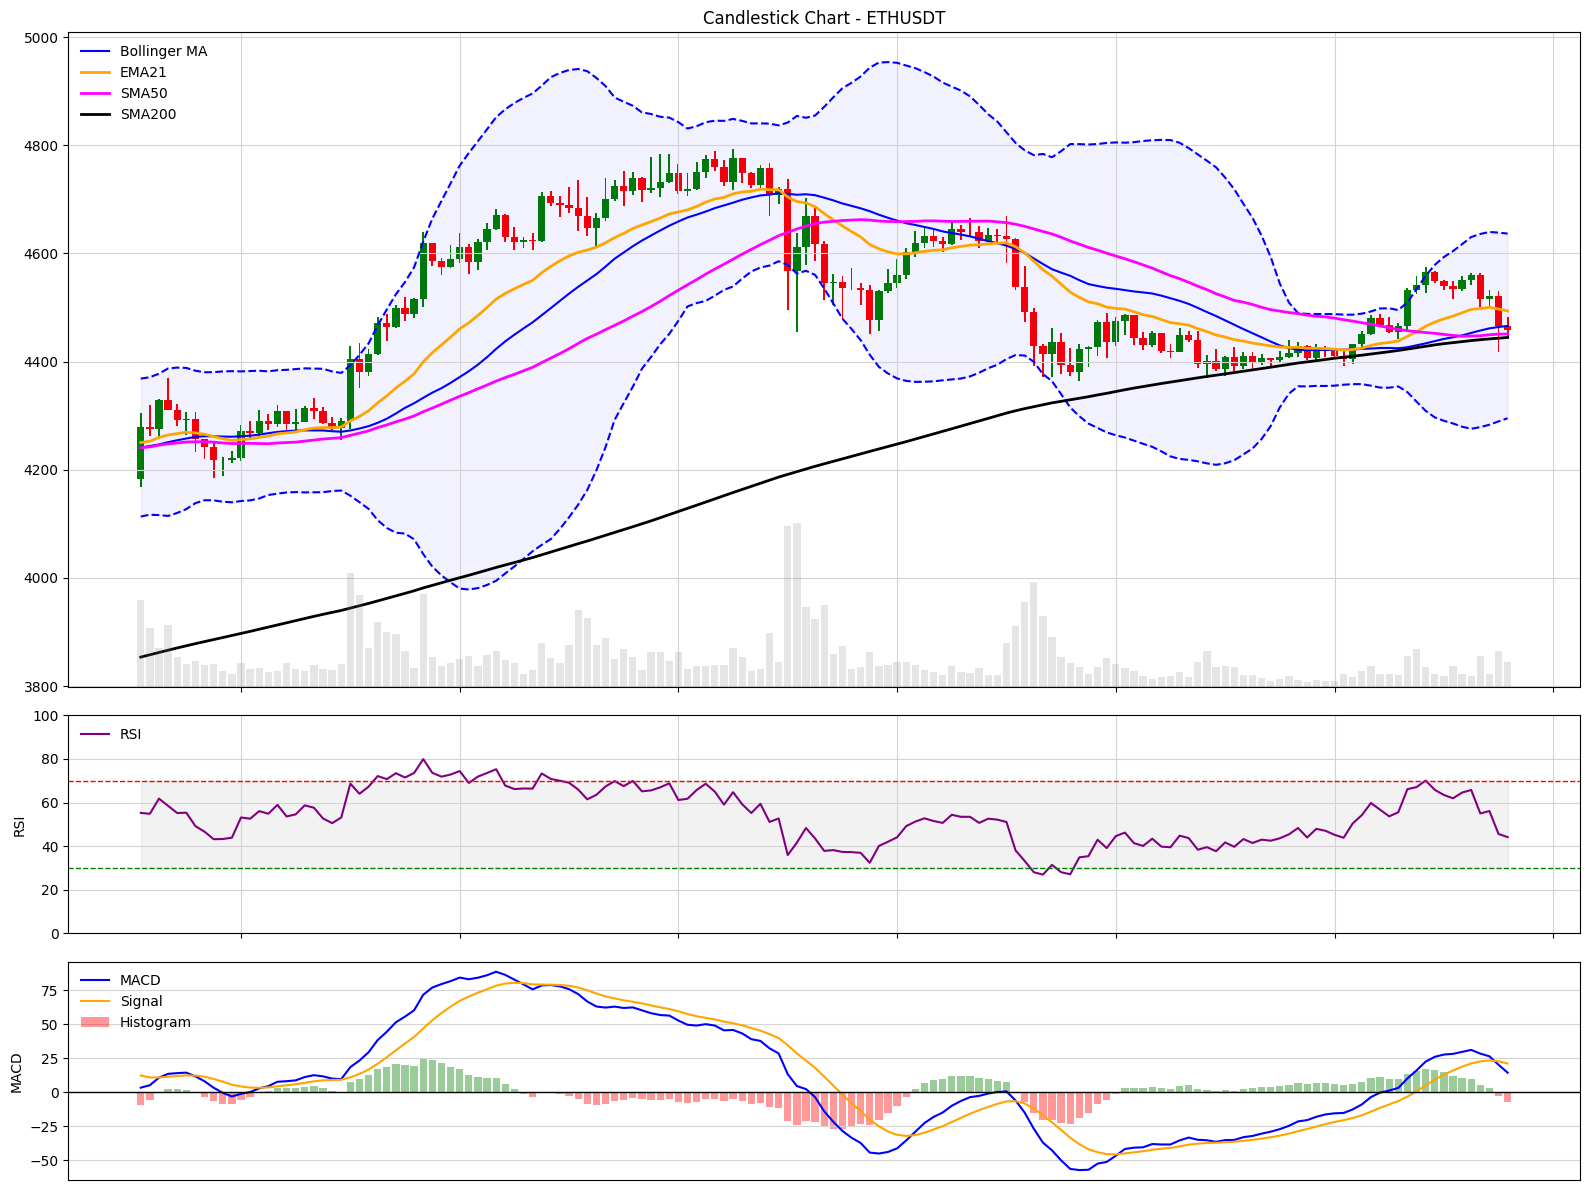 Candlestick Chart - ETHUSDT
5000
4800
4600
4400
4200
4000
3800
Bollinger MA
EMA21
SMA50
SMA200
100
80
60
40
20
0
RSI
RSI
75
50
25
0
−25
−50
MACD
MACD
Signal
Histogram